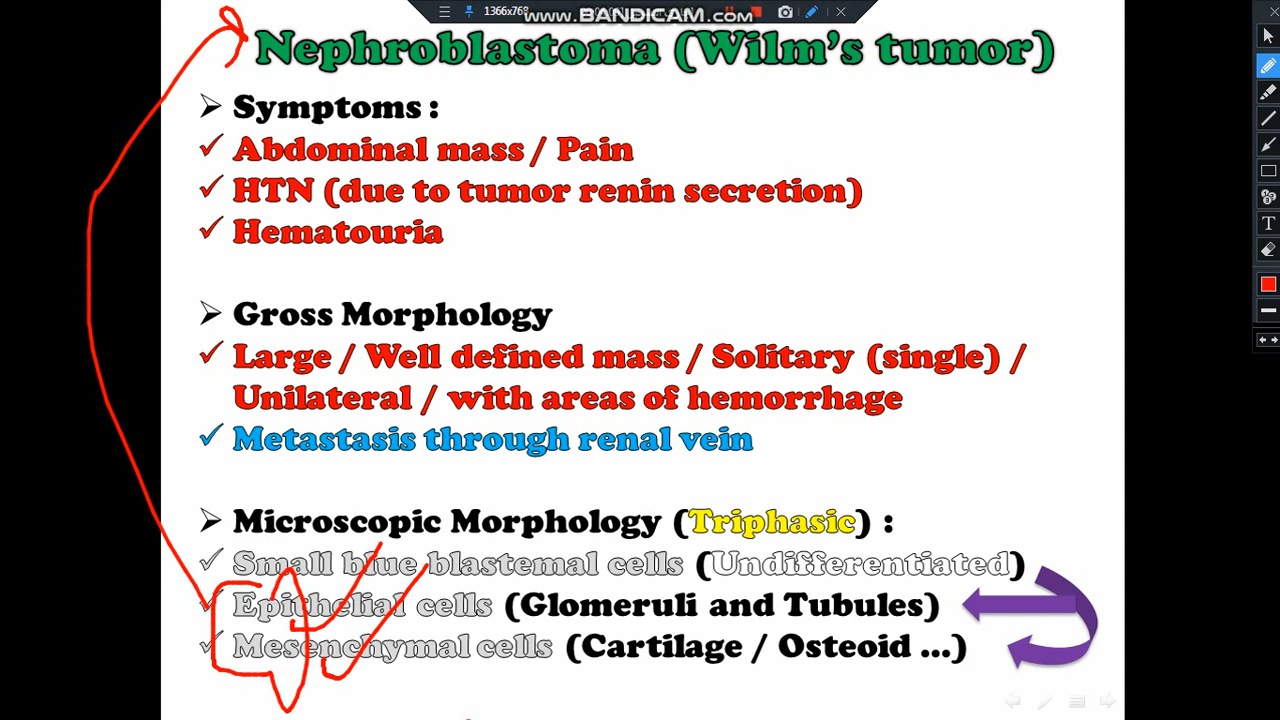 1366x768
www.BANDICAM.com
Nephroblastoma (Wilm's tumor)
Symptoms :
Abdominal mass / Pain
HTN (due to tumor renin secretion)
Hematouria
Gross Morphology
Large / Well defined mass / Solitary (single) /
Unilateral / with areas of hemorrhage
Metastasis through renal vein
Microscopic Morphology (Triphasic) :
Small blue blastemal cells (Undifferentiated)
Epithelial cells (Glomeruli and Tubules)
Mesenchymal cells (Cartilage / Osteoid ...)